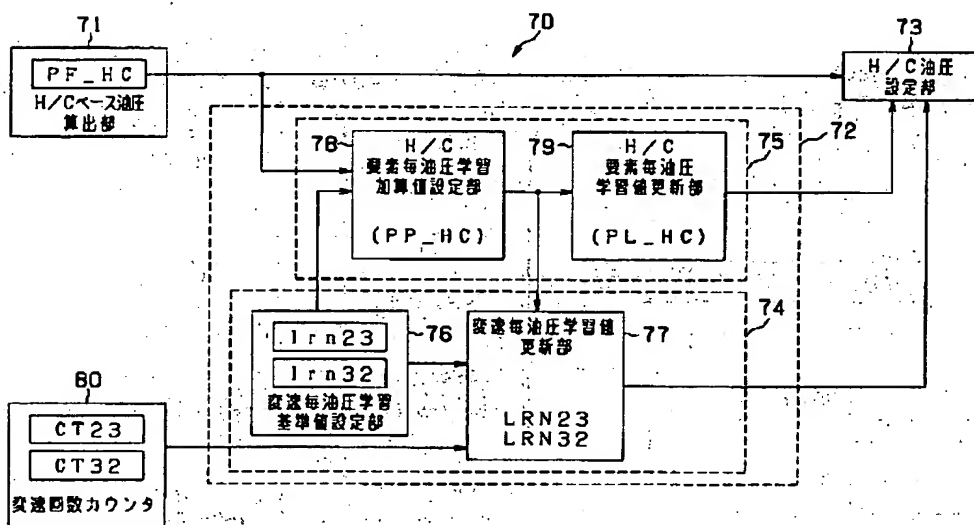 70
71
PF_HC
H/Cベース油圧
算出部
73
H/C油圧
設定部
72
75
78
H/C
要素毎油圧学習
加算値設定部
(PP_HC)
79
H/C
要素毎油圧
学習値更新部
(PL_HC)
74
76
lrn23
lrn32
変速毎油圧学習
基準値設定部
変速毎油圧学習値
更新部
77
LRN23
LRN32
80
CT23
CT32
変速回数カウンタ